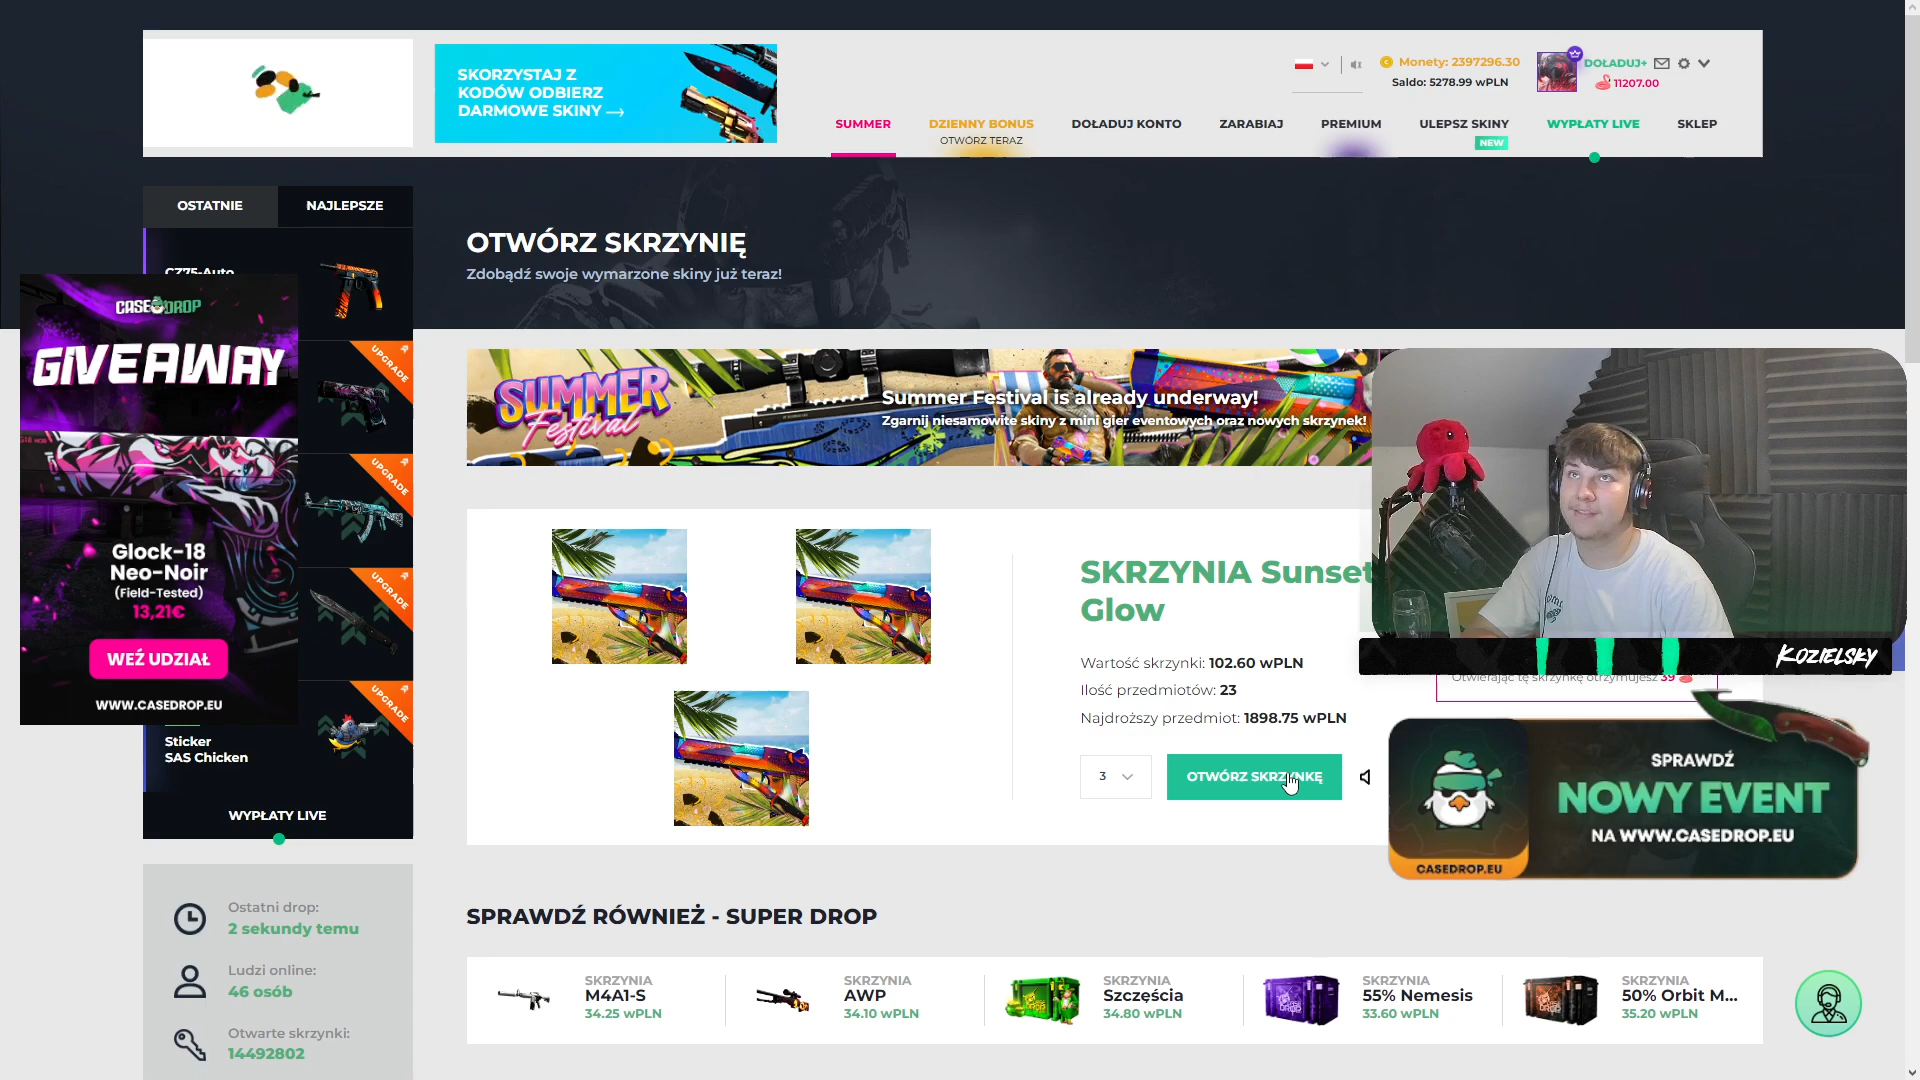 SKORZYSTAJ Z
KODÓW ODBIERZ
DARMOWE SKINY
Monety: 2397296.30
Saldo: 5278.99 wPLN
DOŁADUJ+
11207.00
SUMMER
DZIENNY BONUS
OTWÓRZ TERAZ
DOŁADUJ KONTO
ZARABIAJ
PREMIUM
ULEPSZ SKINY
NEW
WYPŁATY LIVE
SKLEP
OSTATNIE
NAJLEPSZE
OTWÓRZ SKRZYNIĘ
Zdobądź swoje wymarzone skiny już teraz!
CZ75-Auto
UPGRADE
UPGRADE
UPGRADE
UPGRADE
CASEDROP
GIVEAWAY
Glock-18
Neo-Noir
(Field-Tested)
13,21€
WEŹ UDZIAŁ
WWW.CASEDROP.EU
Sticker
SAS Chicken
WYPŁATY LIVE
Ostatni drop:
2 sekundy temu
Ludzi online:
46 osób
Otwarte skrzynki:
14492802
SUMMER
Festival
Summer Festival is already underway!
Zgarnij niesamowite skiny z mini gier eventowych oraz nowych skrzynek!
SKRZYNIA Sunset
Glow
Wartość skrzynki: 102.60 wPLN
Ilość przedmiotów: 23
Najdroższy przedmiot: 1898.75 wPLN
3
OTWÓRZ SKRZYNKĘ
KOZIELSKY
Otwierając tę skrzynkę otrzymujesz 39
SPRAWDŹ
NOWY EVENT
NA WWW.CASEDROP.EU
CASEDROP.EU
SPRAWDŹ RÓWNIEŻ - SUPER DROP
SKRZYNIA
M4A1-S
34.25 wPLN
SKRZYNIA
AWP
34.10 wPLN
SKRZYNIA
Szczęścia
34.80 wPLN
SKRZYNIA
55% Nemesis
33.60 wPLN
SKRZYNIA
50% Orbit M...
35.20 wPLN